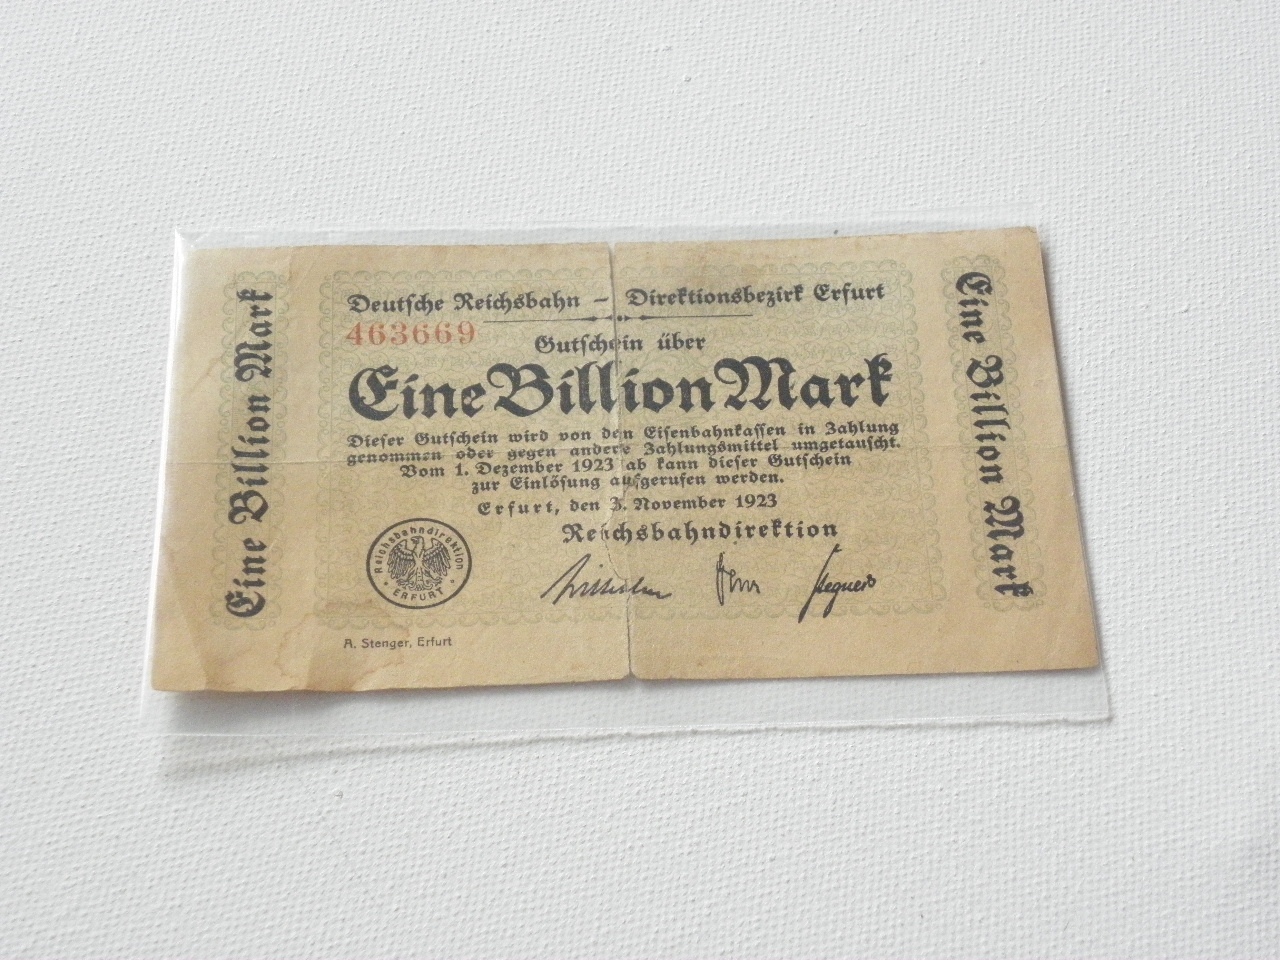 Eine Billion Mark
Deutsche Reichsbahn – Direktionsbezirk Erfurt
463669
Gutschein über
Eine Billion Mark
Dieser Gutschein wird von den Eisenbahnkassen in Zahlung
genommen oder gegen andere Zahlungsmittel umgetauscht.
Vom 1. Dezember 1923 ab kann dieser Gutschein
zur Einlösung aufgerufen werden.
Erfurt, den 3. November 1923
Reichsbahndirektion
Reichsbahndirektion
ERFURT
A. Stenger, Erfurt
Eine Billion Mark